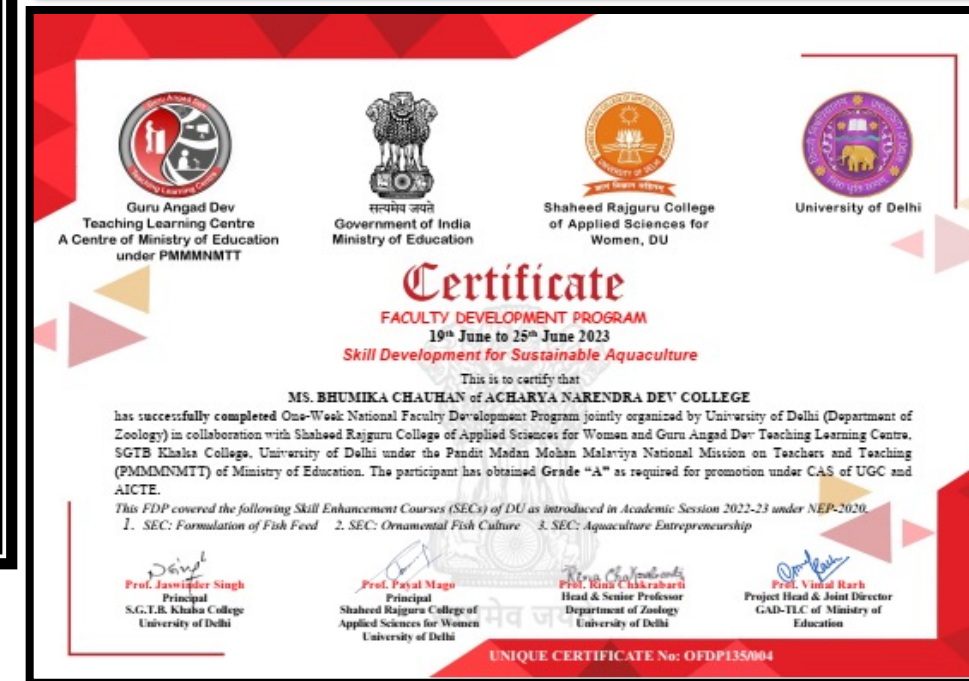 Guru Angad Dev
Teaching Learning Centre
Guru Angad Dev
Teaching Learning Centre
A Centre of Ministry of Education
under PMMMNMTT
सत्यमेव जयते
Government of India
Ministry of Education
UNIVERSITY OF DELHI
Shaheed Rajguru College
of Applied Sciences for
Women, DU
University of Delhi
Certificate
FACULTY DEVELOPMENT PROGRAM
19th June to 25th June 2023
Skill Development for Sustainable Aquaculture
This is to certify that
MS. BHUMIKA CHAUHAN of ACHARYA NARENDRA DEV COLLEGE
has successfully completed One-Week National Faculty Development Program jointly organized by University of Delhi (Department of
Zoology) in collaboration with Shaheed Rajguru College of Applied Sciences for Women and Guru Angad Dev Teaching Learning Centre,
SGTB Khalsa College, University of Delhi under the Pandit Madan Mohan Malaviya National Mission on Teachers and Teaching
(PMMMNMTT) of Ministry of Education. The participant has obtained Grade “A” as required for promotion under CAS of UGC and
AICTE.
This FDP covered the following Skill Enhancement Courses (SECs) of DU as introduced in Academic Session 2022-23 under NEP-2020.
1. SEC: Formulation of Fish Feed 2. SEC: Ornamental Fish Culture 3. SEC: Aquaculture Entrepreneurship
Prof. Jaswinder Singh
Principal
S.G.T.B. Khalsa College
University of Delhi
Prof. Payal Mago
Principal
Shaheed Rajguru College of
Applied Sciences for Women
University of Delhi
Rina Chakrabarti
Prof. Rina Chakrabarti
Head & Senior Professor
Department of Zoology
University of Delhi
Prof. Vimal Rarh
Project Head & Joint Director
GAD-TLC of Ministry of
Education
UNIQUE CERTIFICATE No: OFDP135/004